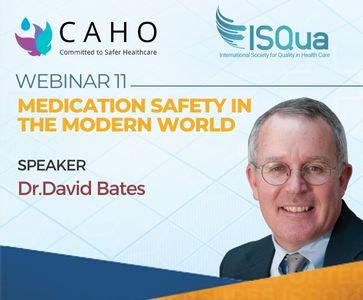 CAHO
Committed to Safer Healthcare
ISQua
International Society for Quality in Health Care
WEBINAR 11
MEDICATION SAFETY IN
THE MODERN WORLD
SPEAKER
Dr.David Bates